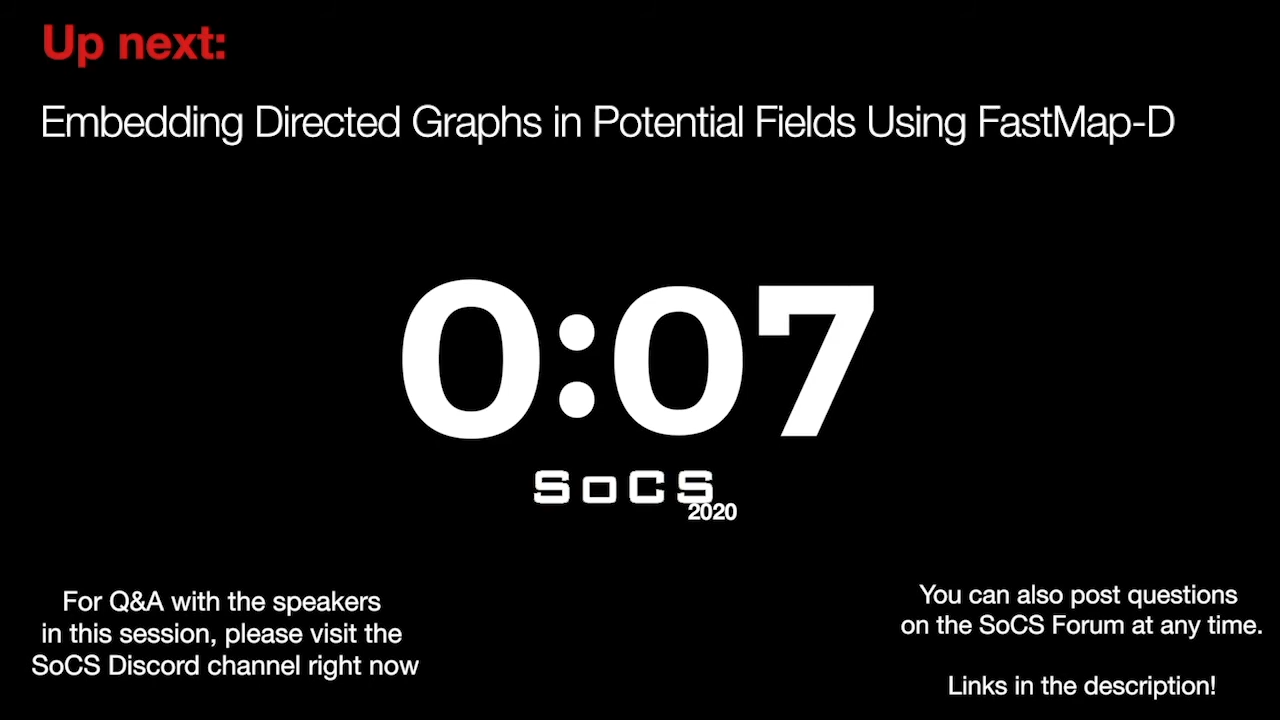 Up next:
Embedding Directed Graphs in Potential Fields Using FastMap-D
0:07
SoCS
2020
For Q&A with the speakers
in this session, please visit the
SoCS Discord channel right now
You can also post questions
on the SoCS Forum at any time.
Links in the description!